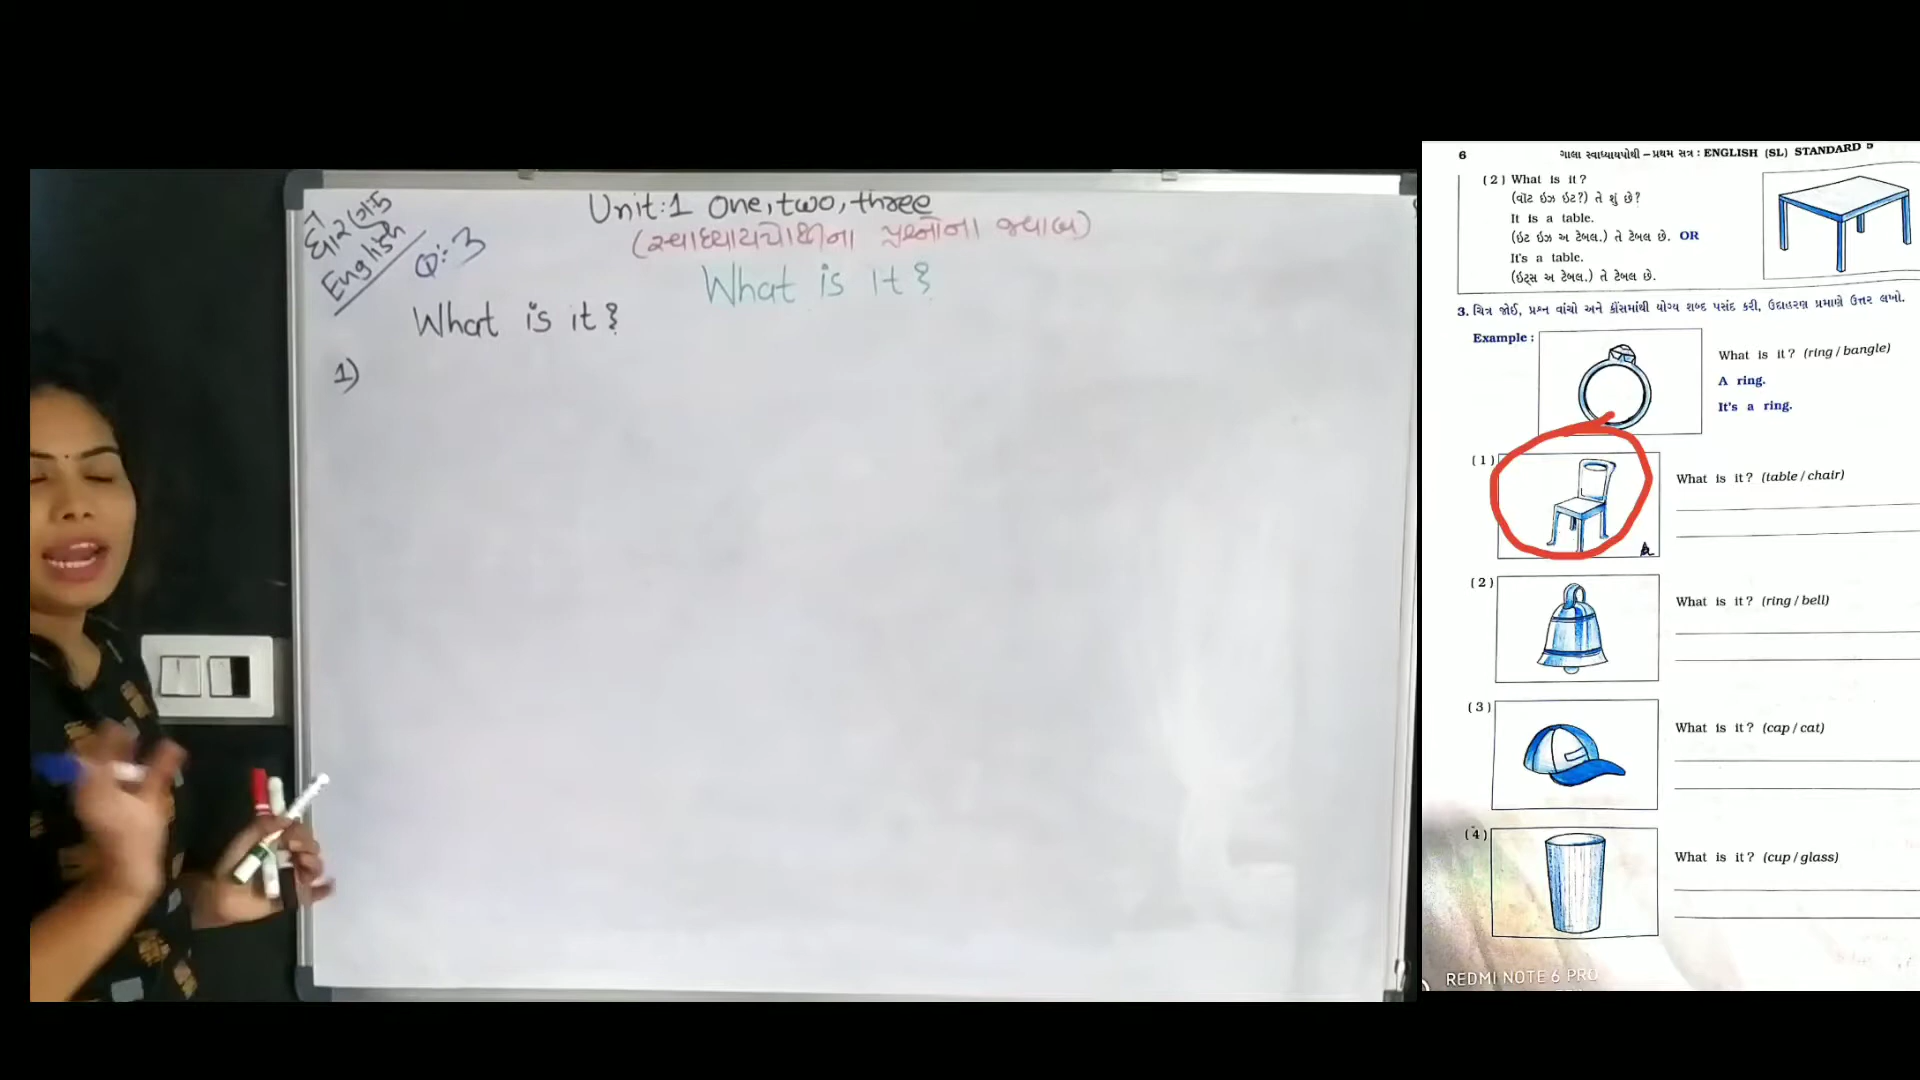 ધોરણ:5
English
Q:3
Unit:1 One, two, three
(સ્વાધ્યાયપોથીના પ્રશ્નોના જવાબ)
What is it?
What is it?
1)
6 ગાલા સ્વાધ્યાયપોથી – પ્રથમ સત્ર : ENGLISH (SL) STANDARD 5
(2) What is it?
(વૉટ ઇઝ ઇટ?) તે શું છે?
It is a table.
(ઇટ ઇઝ અ ટેબલ.) તે ટેબલ છે. OR
It's a table.
(ઇટ્સ અ ટેબલ.) તે ટેબલ છે.
3. ચિત્ર જોઈ, પ્રશ્ન વાંચો અને કૌંસમાંથી યોગ્ય શબ્દ પસંદ કરી, ઉદાહરણ પ્રમાણે ઉત્તર લખો.
Example :
What is it? (ring / bangle)
A ring.
It's a ring.
(1) What is it? (table / chair)
(2) What is it? (ring / bell)
(3) What is it? (cap / cat)
(4) What is it? (cup / glass)
REDMI NOTE 6 PRO